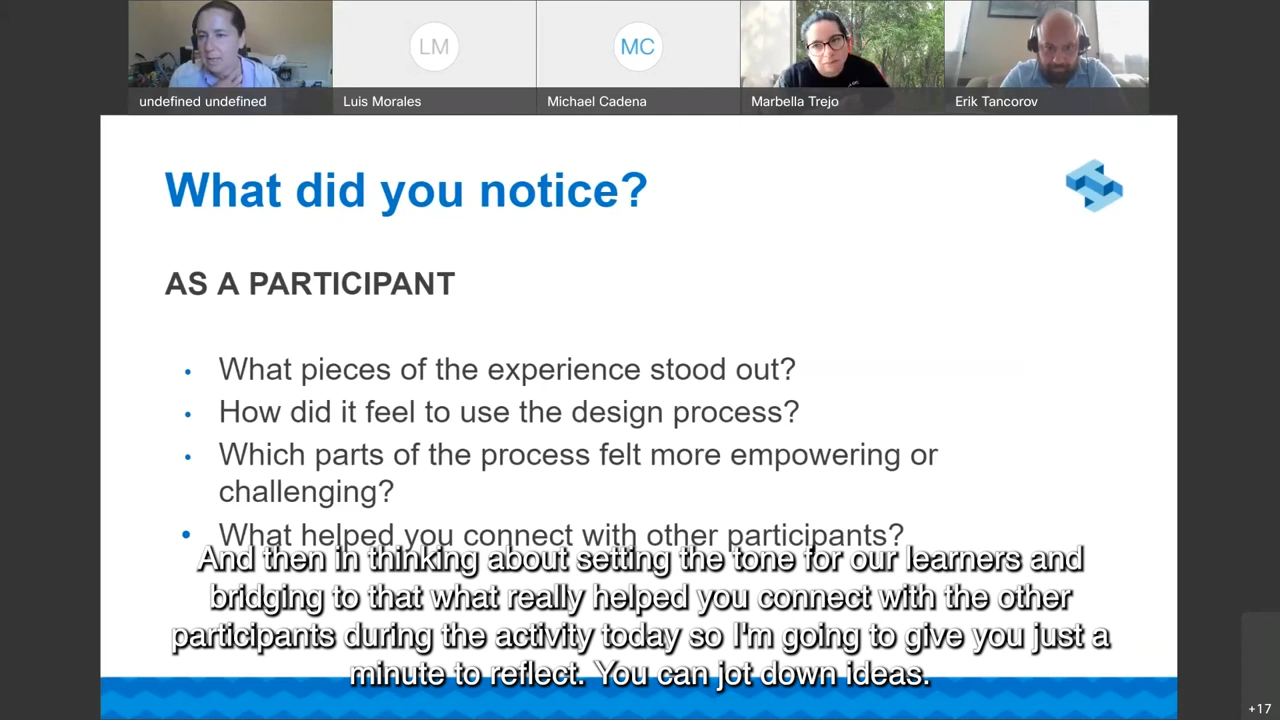 LM
MC
undefined undefined
Luis Morales
Michael Cadena
Marbella Trejo
Erik Tancorov
What did you notice?
AS A PARTICIPANT
• What pieces of the experience stood out?
• How did it feel to use the design process?
• Which parts of the process felt more empowering or
challenging?
• What helped you connect with other participants?
And then in thinking about setting the tone for our learners and
bridging to that what really helped you connect with the other
participants during the activity today so I'm going to give you just a
minute to reflect. You can jot down ideas.
+17